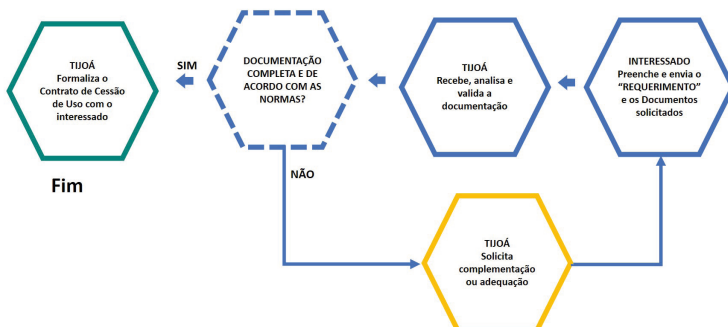 TIJOÁ
Formaliza o
Contrato de Cessão
de Uso com o
interessado
SIM
DOCUMENTAÇÃO
COMPLETA E DE
ACORDO COM AS
NORMAS?
TIJOÁ
Recebe, analisa e
valida a
documentação
INTERESSADO
Preenche e envia o
“REQUERIMENTO”
e os Documentos
solicitados
Fim
NÃO
TIJOÁ
Solicita
complementação
ou adequação